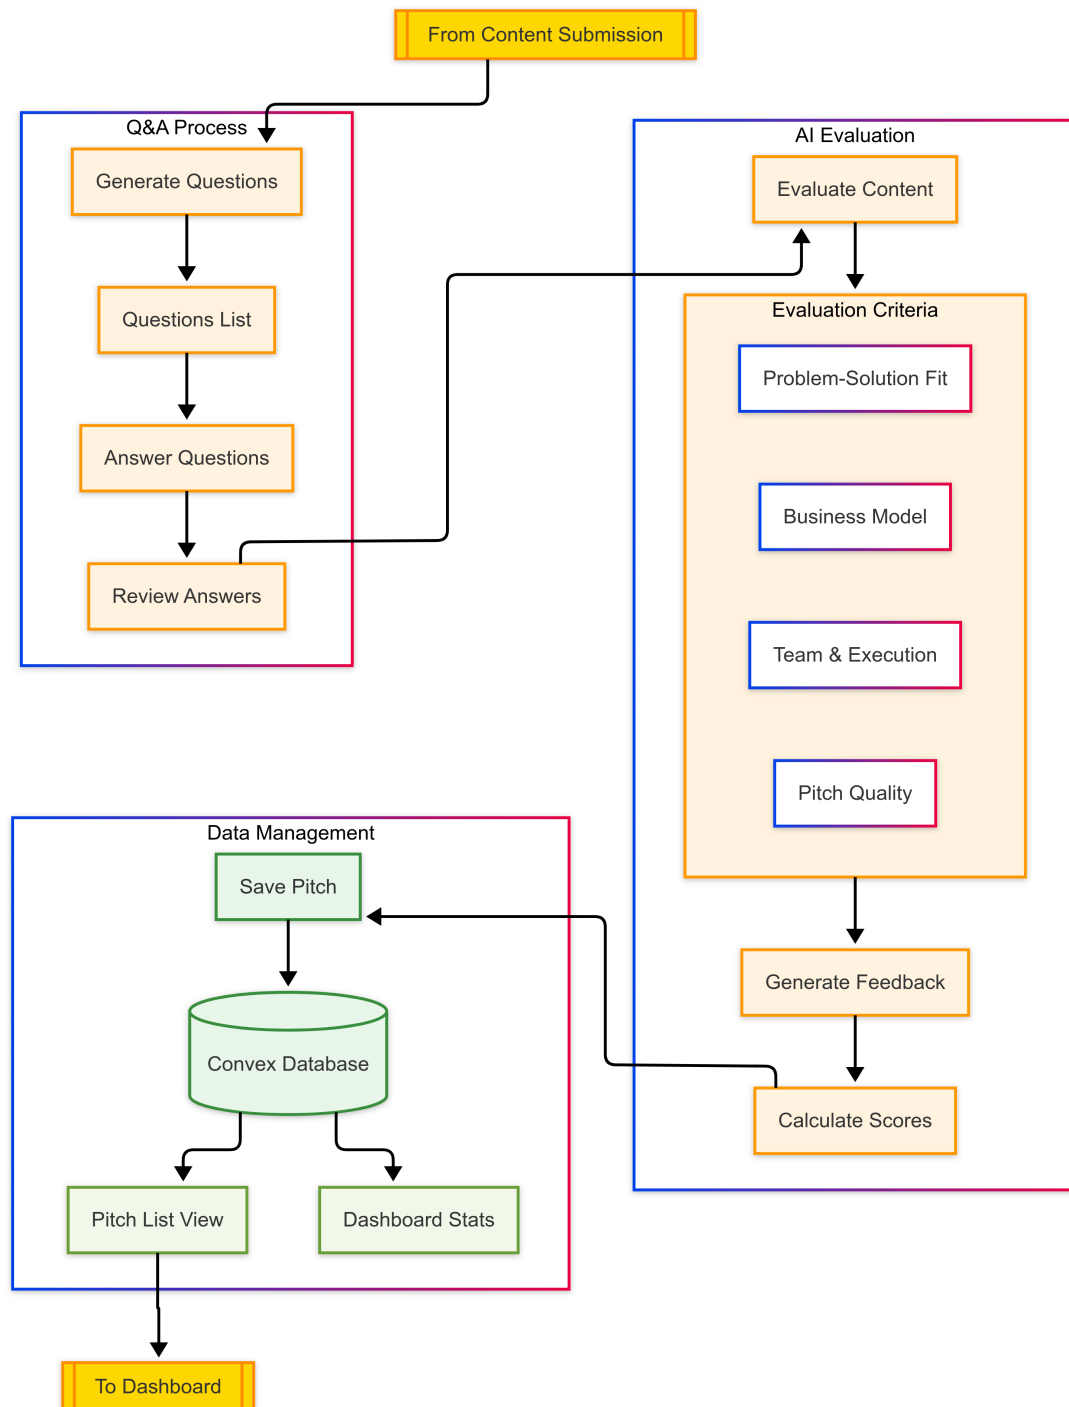 From Content Submission
Q&A Process
Generate Questions
Questions List
Answer Questions
Review Answers
AI Evaluation
Evaluate Content
Evaluation Criteria
Problem-Solution Fit
Business Model
Team & Execution
Pitch Quality
Generate Feedback
Calculate Scores
Data Management
Save Pitch
Convex Database
Pitch List View
Dashboard Stats
To Dashboard